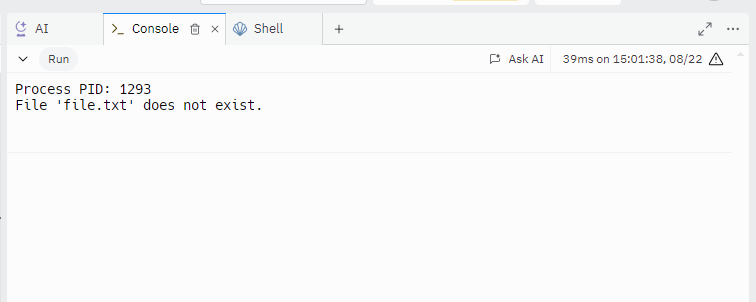 AI
Console
Shell
Run
Ask AI
39ms on 15:01:38, 08/22
Process PID: 1293
File 'file.txt' does not exist.